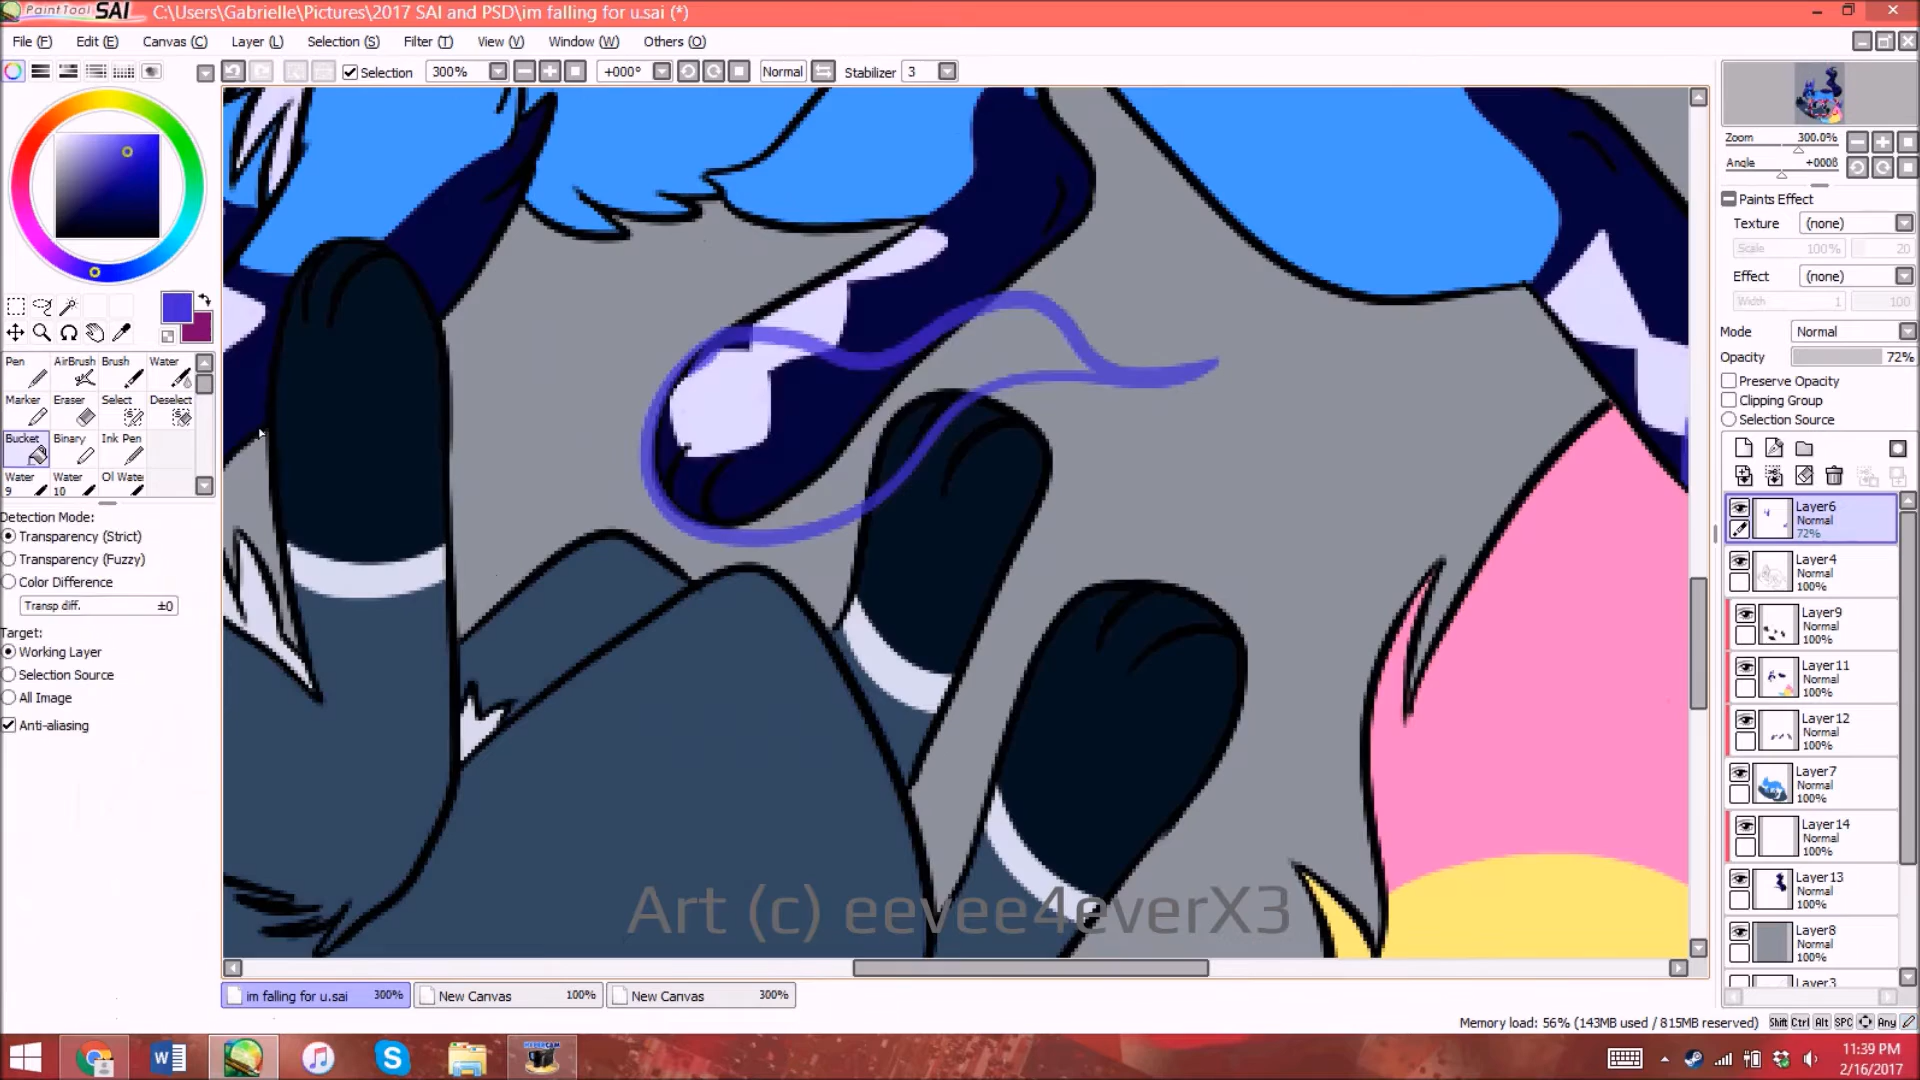 PaintTool SAI C:\Users\Gabrielle\Pictures\2017 SAI and PSD\im falling for u.sai (*)
File (F) Edit (E) Canvas (C) Layer (L) Selection (S) Filter (T) View (V) Window (W) Others (O)
Selection 300% +000° Normal Stabilizer 3
Zoom 300.0%
Angle +000
Paints Effect
Texture (none)
Scale 100% 20
Effect (none)
Width 1 100
Mode Normal
Opacity 72%
Preserve Opacity
Clipping Group
Selection Source
Pen AirBrush Brush Water
Marker Eraser Select Deselect
Bucket Binary Ink Pen
Water 9 Water 10 Ol Wate
Detection Mode:
Transparency (Strict)
Transparency (Fuzzy)
Color Difference
Transp diff. ±0
Target:
Working Layer
Selection Source
All Image
Anti-aliasing
Layer6
Normal
72%
Layer4
Normal
100%
Layer9
Normal
100%
Layer11
Normal
100%
Layer12
Normal
100%
Layer7
Normal
100%
Layer14
Normal
100%
Layer13
Normal
100%
Layer8
Normal
100%
Layer3
Art (c) eevee4everX3
im falling for u.sai 300% New Canvas 100% New Canvas 300%
Memory load: 56% (143MB used / 815MB reserved) Shift Ctrl Alt SPC Any
HYPERCAM
11:39 PM
2/16/2017